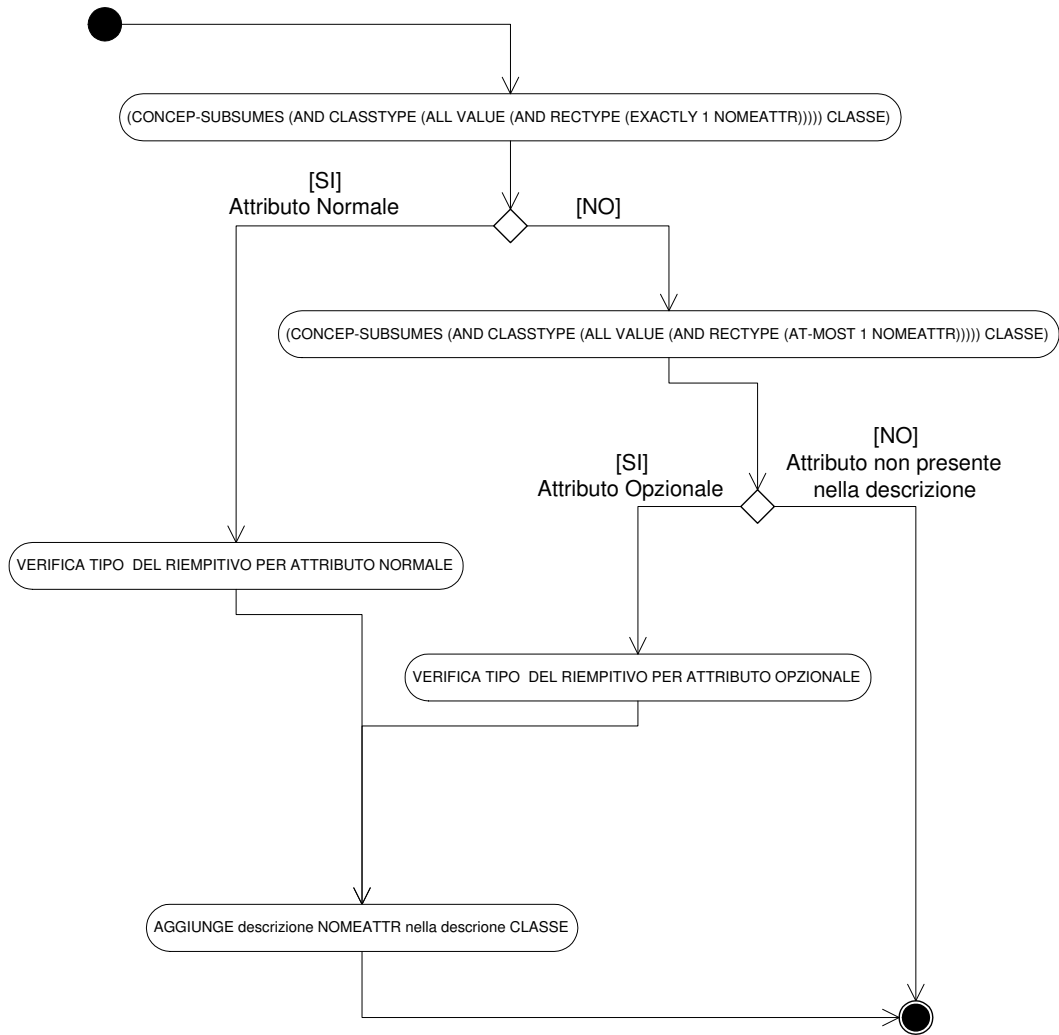 (CONCEP-SUBSUMES (AND CLASSTYPE (ALL VALUE (AND RECTYPE (EXACTLY 1 NOMEATTR))))) CLASSE)
[SI]
Attributo Normale
[NO]
(CONCEP-SUBSUMES (AND CLASSTYPE (ALL VALUE (AND RECTYPE (AT-MOST 1 NOMEATTR))))) CLASSE)
[SI]
Attributo Opzionale
[NO]
Attributo non presente
nella descrizione
VERIFICA TIPO  DEL RIEMPITIVO PER ATTRIBUTO NORMALE
VERIFICA TIPO  DEL RIEMPITIVO PER ATTRIBUTO OPZIONALE
AGGIUNGE descrizione NOMEATTR nella descrione CLASSE